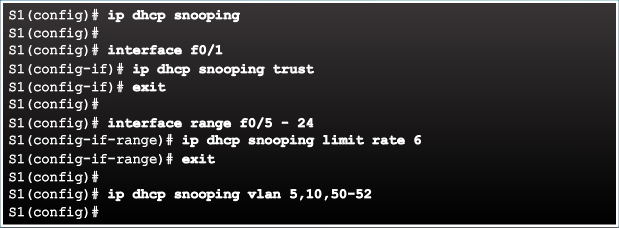 S1(config)# ip dhcp snooping
S1(config)#
S1(config)# interface f0/1
S1(config-if)# ip dhcp snooping trust
S1(config-if)# exit
S1(config)#
S1(config)# interface range f0/5 - 24
S1(config-if-range)# ip dhcp snooping limit rate 6
S1(config-if-range)# exit
S1(config)#
S1(config)# ip dhcp snooping vlan 5,10,50-52
S1(config)#